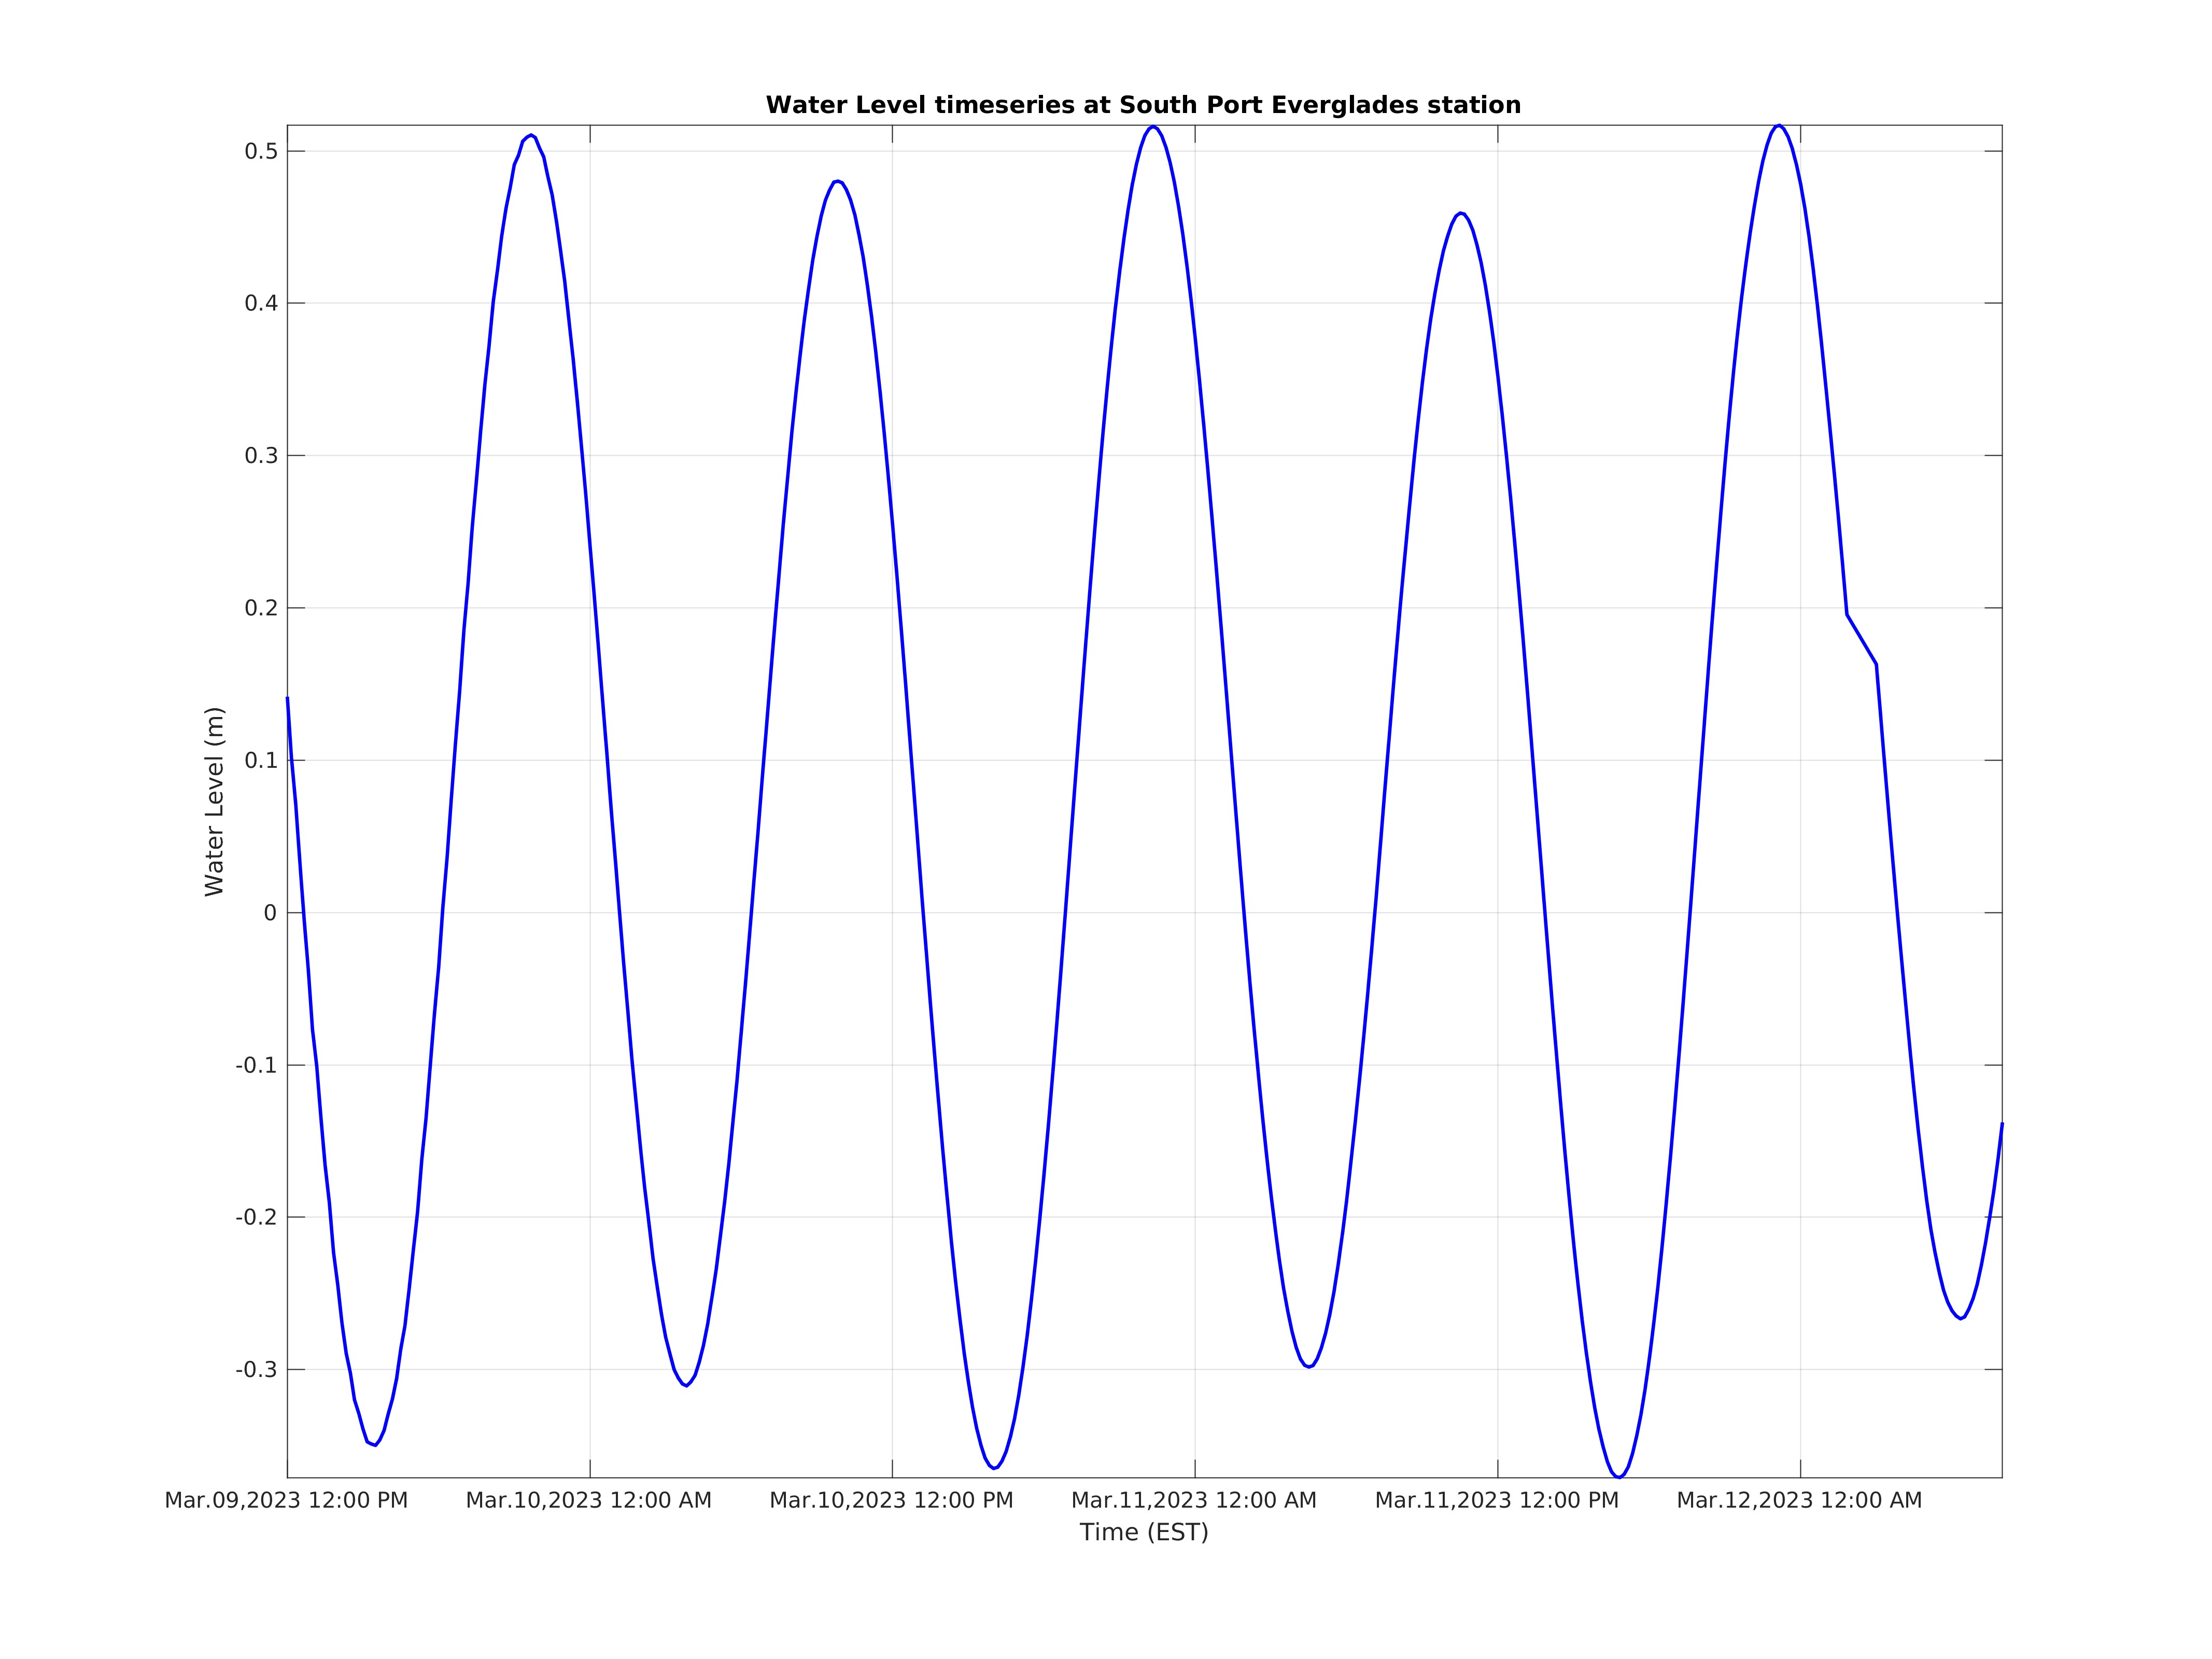 Water Level timeseries at South Port Everglades station
0.5
0.4
0.3
0.2
0.1
0
-0.1
-0.2
-0.3
Water Level (m)
Mar.09,2023 12:00 PM Mar.10,2023 12:00 AM Mar.10,2023 12:00 PM Mar.11,2023 12:00 AM Mar.11,2023 12:00 PM Mar.12,2023 12:00 AM
Time (EST)